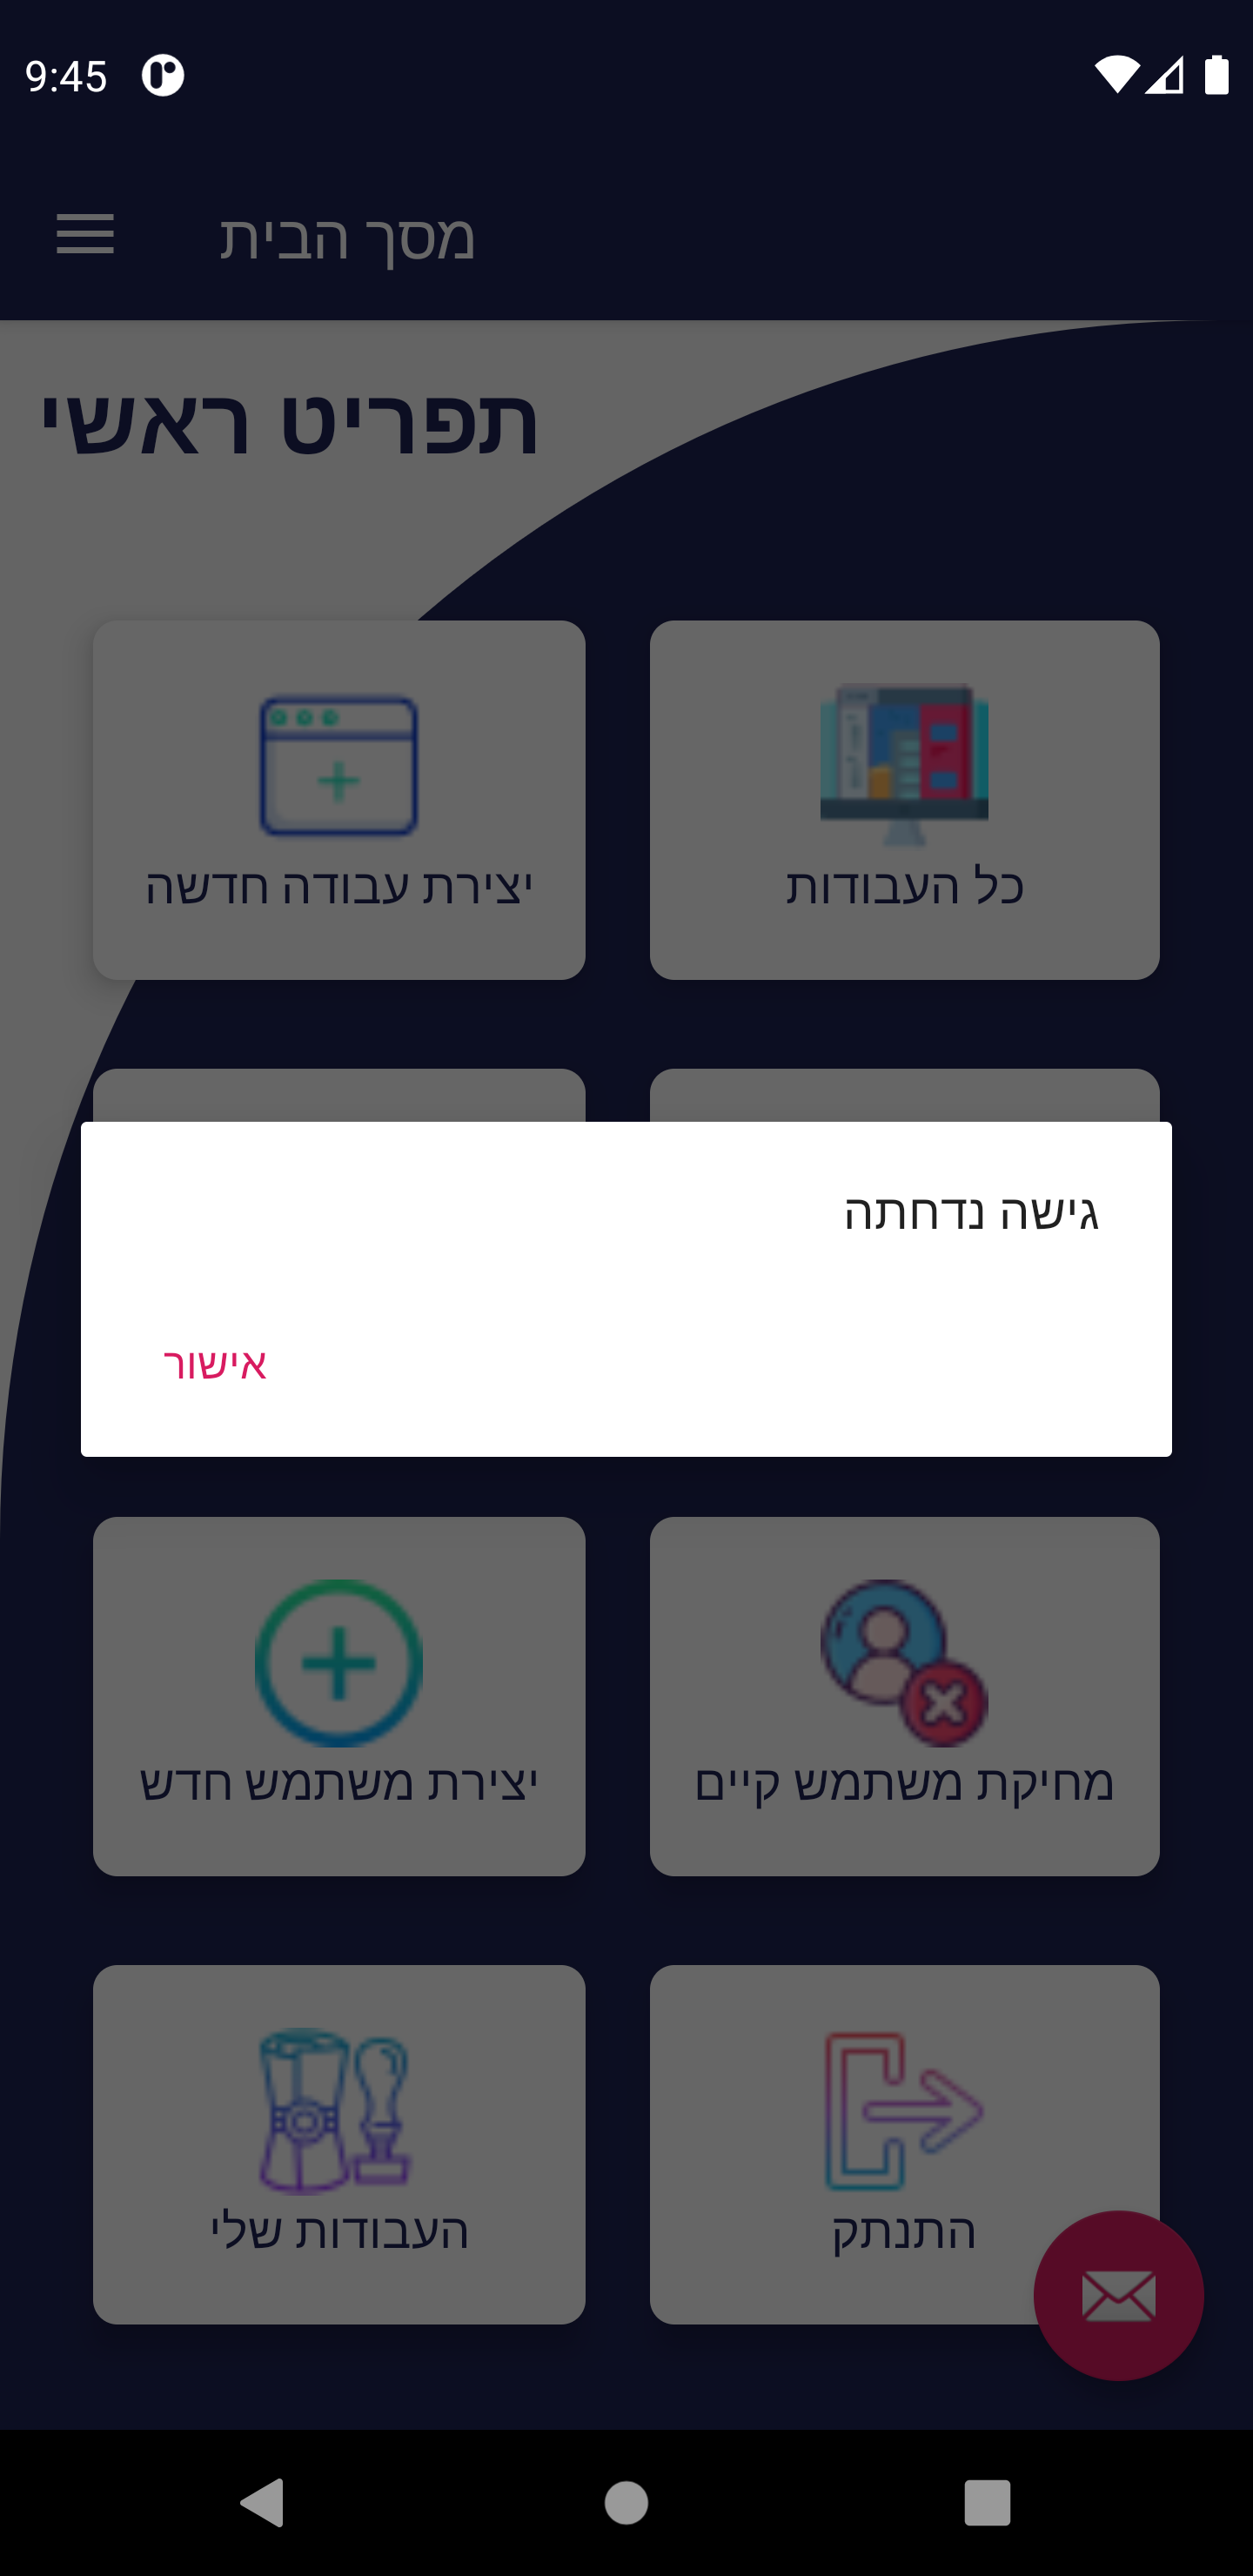 9:45
מסך הבית
תפריט ראשי
יצירת עבודה חדשה
כל העבודות
גישה נדחתה
אישור
יצירת משתמש חדש
מחיקת משתמש קיים
העבודות שלי
התנתק